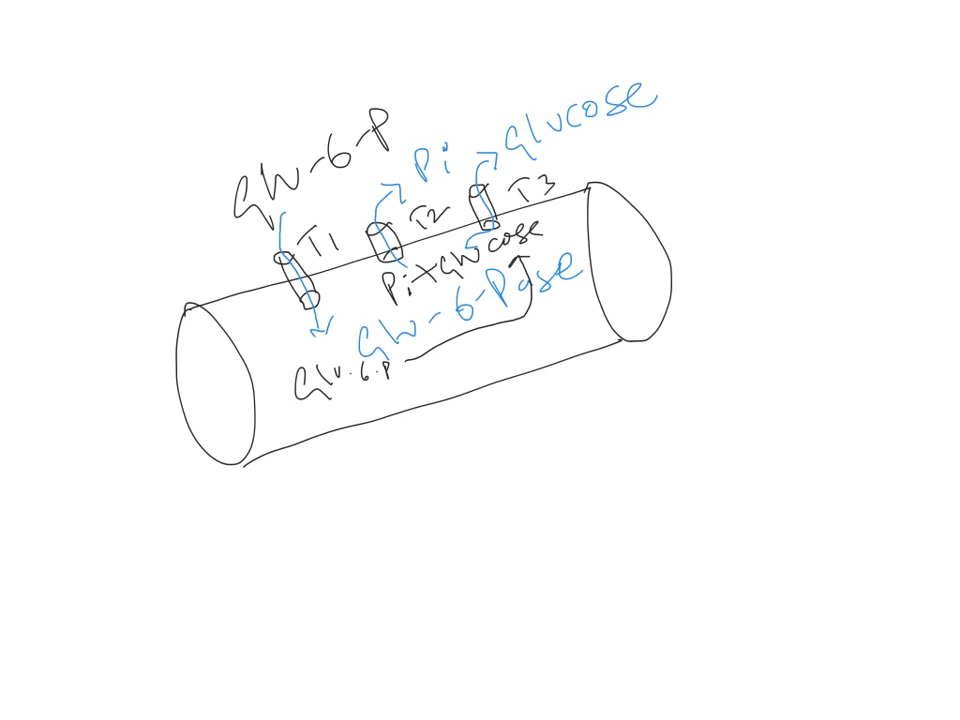 Glu-6-P
Pi
Glucose
T1
T2
T3
Pi+Glucose
Glu-6-Pase
Glu.6.P